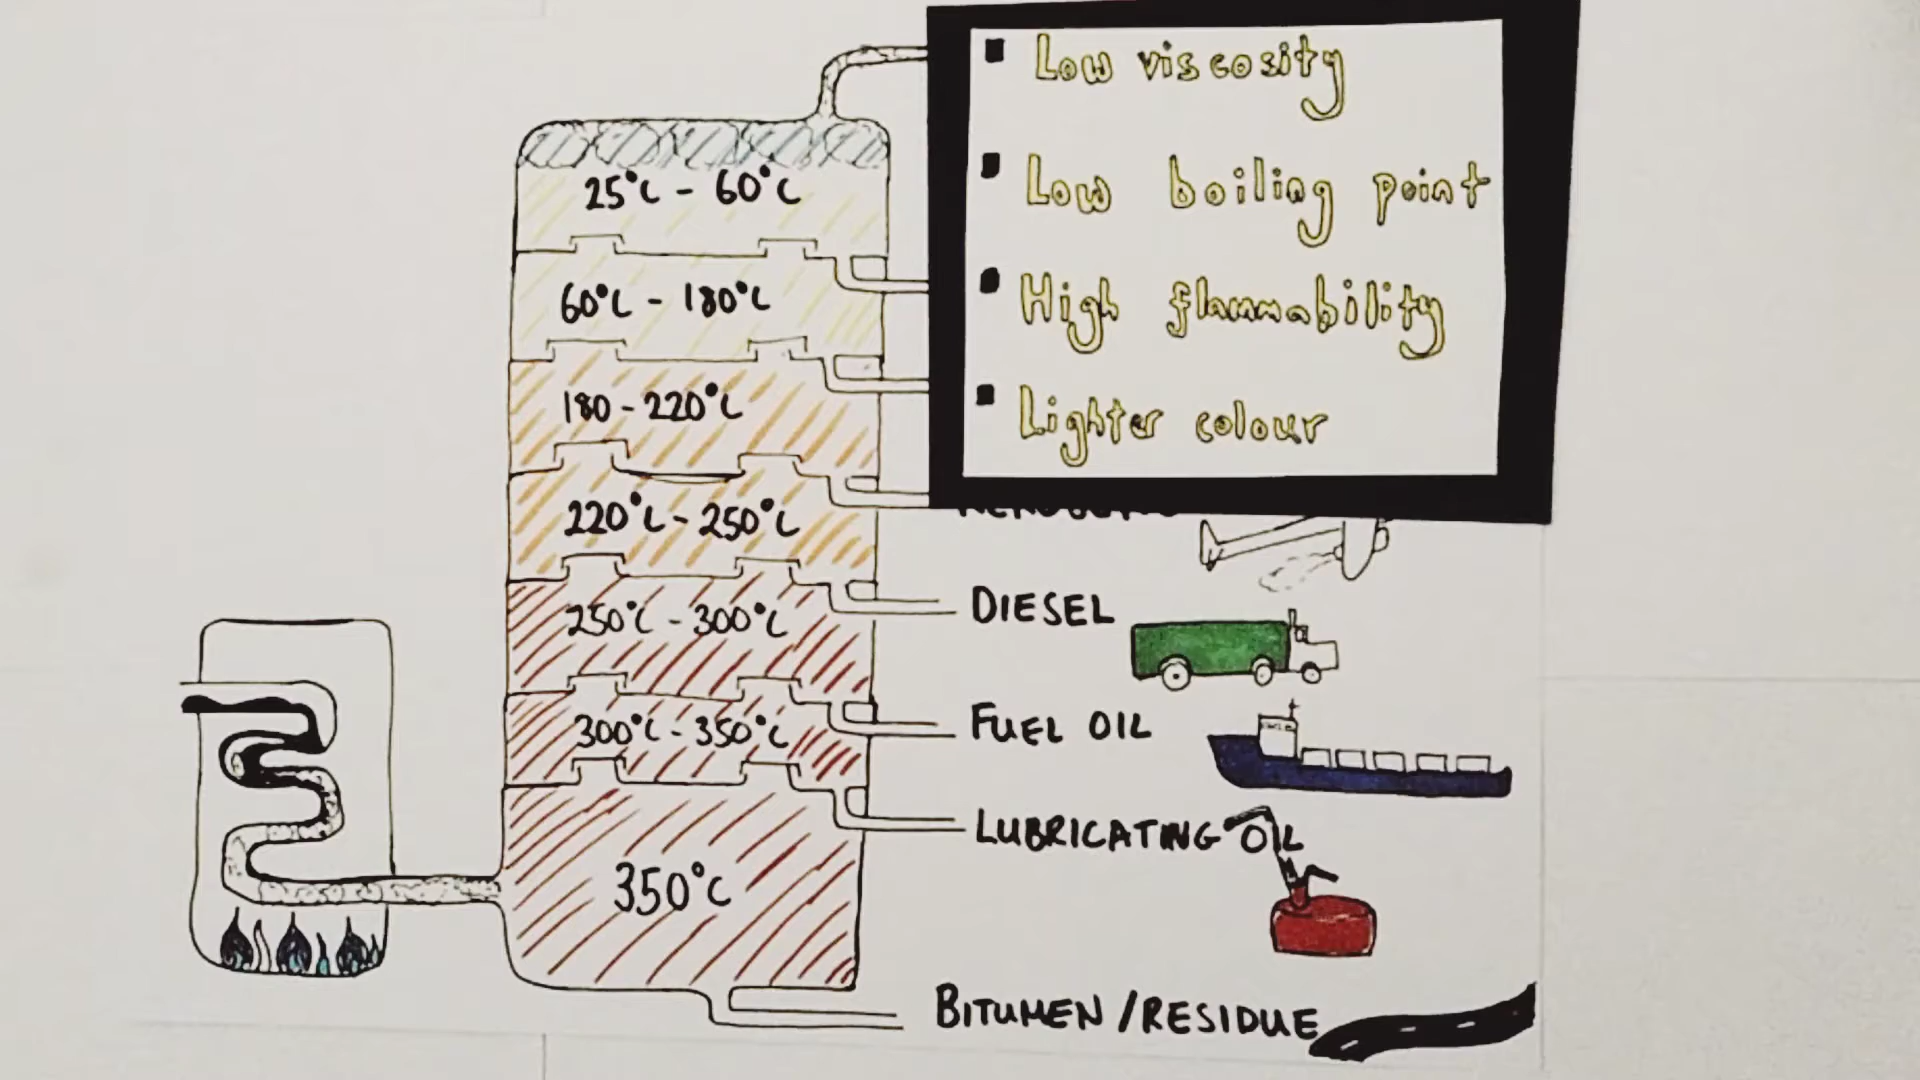 Low viscosity
Low boiling point
High flammability
Lighter colour
25°C - 60°C
60°C - 180°C
180 - 220°C
220°C - 250°C
250°C - 300°C
300°C - 350°C
350°C
DIESEL
FUEL OIL
LUBRICATING OIL
BITUMEN / RESIDUE